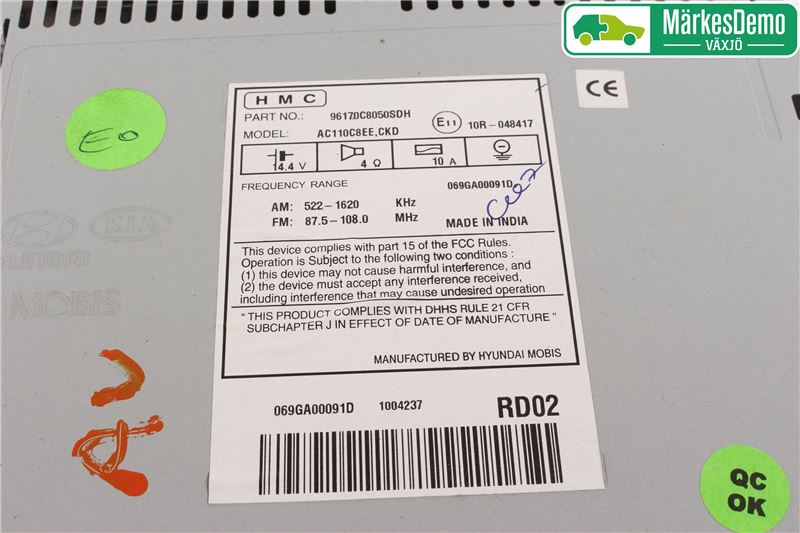 MärkesDemo
VÄXJÖ
HMC
CE
PART NO.: 96170C8050SDH
MODEL: AC110C8EE,CKD
E11 10R-048417
14.4 V 4 Ω 10 A
FREQUENCY RANGE 069GA00091D
AM: 522-1620 KHz
FM: 87.5-108.0 MHz MADE IN INDIA
This device complies with part 15 of the FCC Rules.
Operation is Subject to the following two conditions :
(1) this device may not cause harmful interference, and
(2) the device must accept any interference received,
including interference that may cause undesired operation
" THIS PRODUCT COMPLIES WITH DHHS RULE 21 CFR
SUBCHAPTER J IN EFFECT OF DATE OF MANUFACTURE "
MANUFACTURED BY HYUNDAI MOBIS
069GA00091D 1004237 RD02
EO
KIA
HYUNDAI
MOBIS
QC
OK